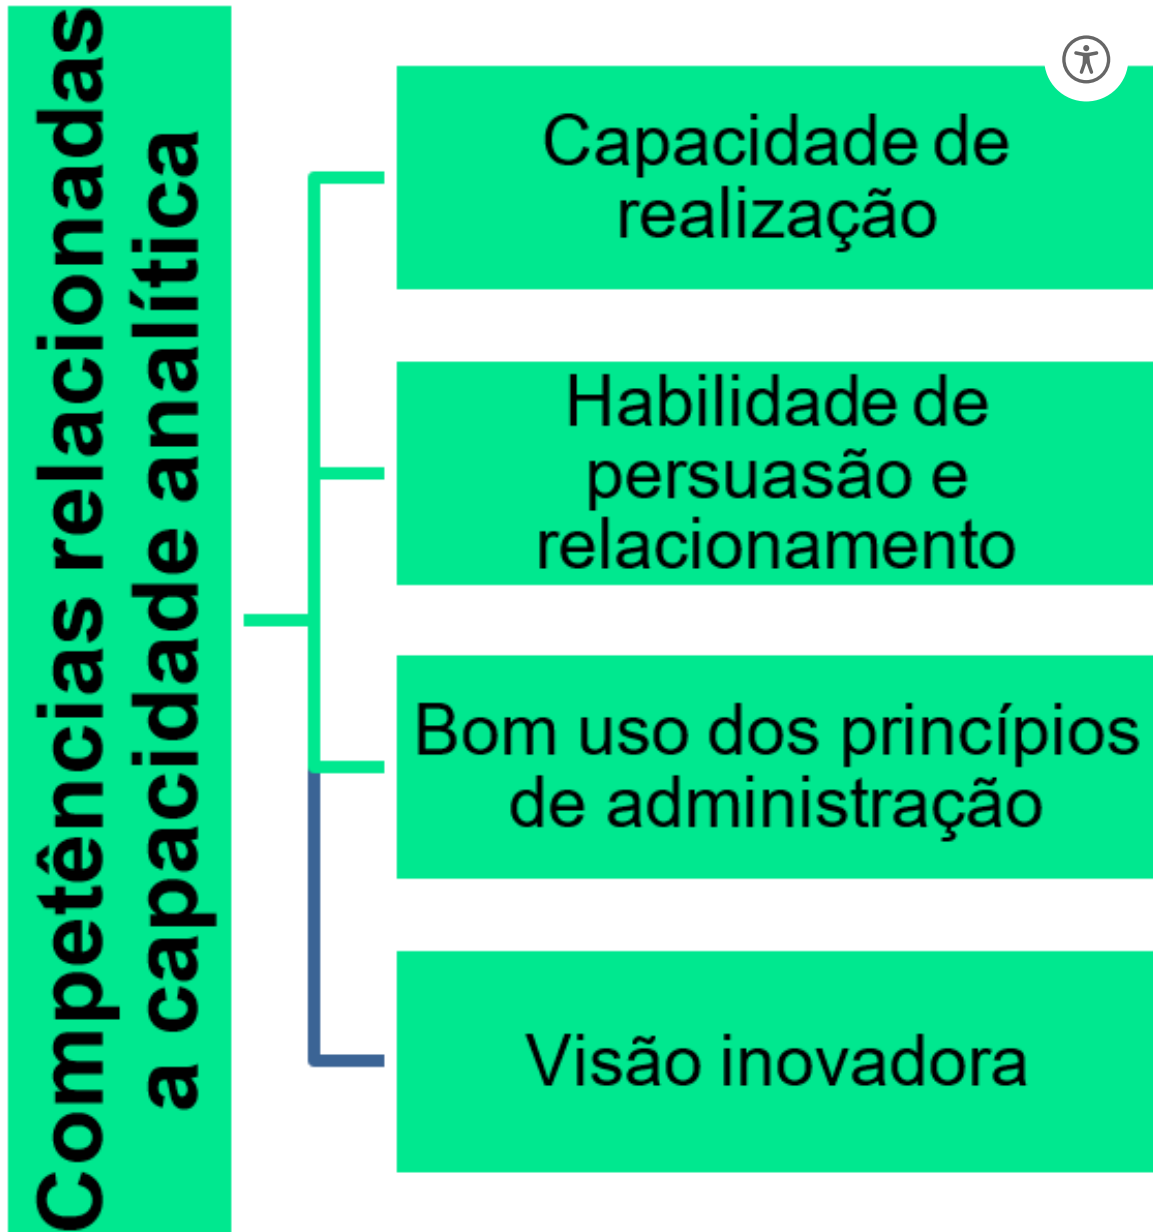 Competências relacionadas
a capacidade analítica
Capacidade de
realização
Habilidade de
persuasão e
relacionamento
Bom uso dos princípios
de administração
Visão inovadora